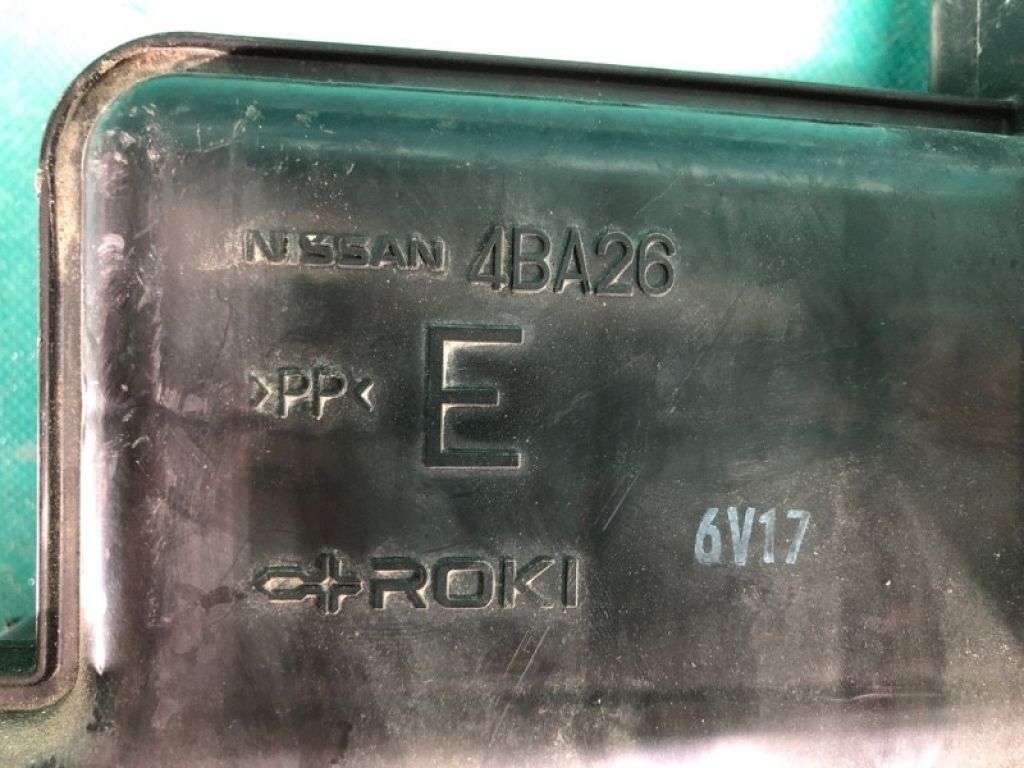 NISSAN 4BA26
>PP< E
ROKI
6V17